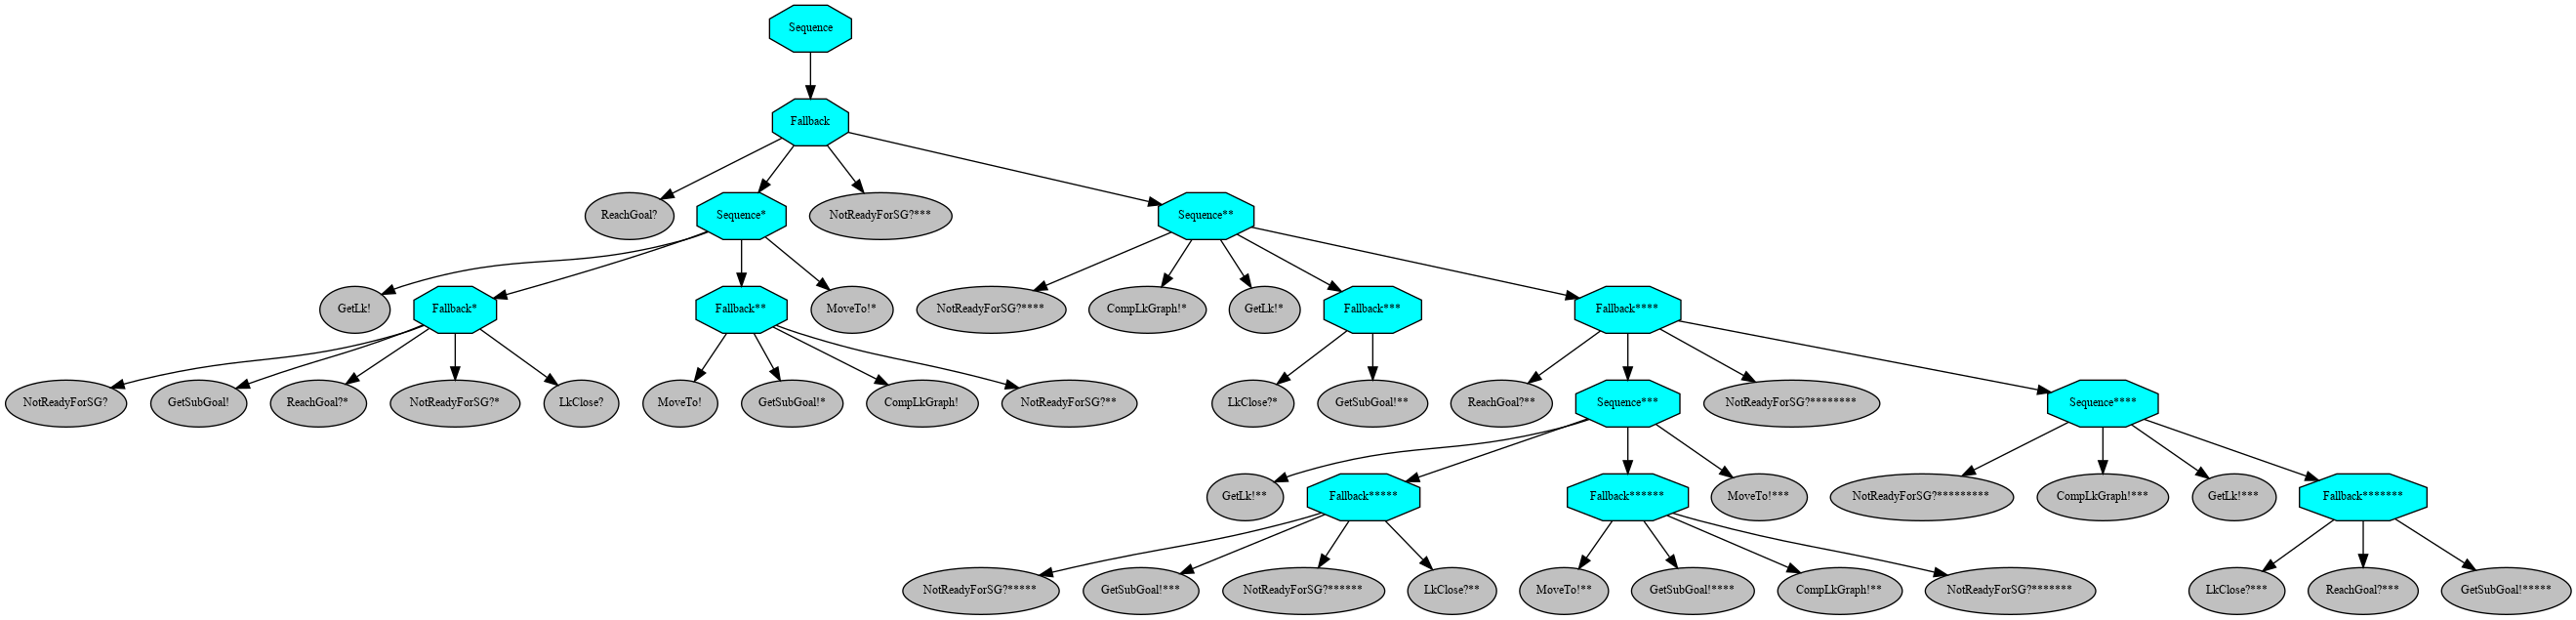 Sequence
Fallback
ReachGoal?
Sequence*
NotReadyForSG?***
Sequence**
GetLk!
Fallback*
Fallback**
MoveTo!*
NotReadyForSG?****
CompLkGraph!*
GetLk!*
Fallback***
Fallback****
NotReadyForSG?
GetSubGoal!
ReachGoal?*
NotReadyForSG?*
LkClose?
MoveTo!
GetSubGoal!*
CompLkGraph!
NotReadyForSG?**
LkClose?*
GetSubGoal!**
ReachGoal?**
Sequence***
NotReadyForSG?********
Sequence****
GetLk!**
Fallback*****
Fallback******
MoveTo!***
NotReadyForSG?*********
CompLkGraph!***
GetLk!***
Fallback*******
NotReadyForSG?*****
GetSubGoal!***
NotReadyForSG?******
LkClose?**
MoveTo!**
GetSubGoal!****
CompLkGraph!**
NotReadyForSG?*******
LkClose?***
ReachGoal?***
GetSubGoal!*****